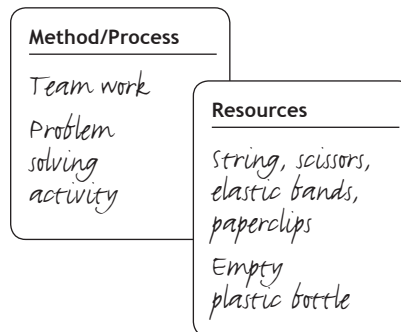 Method/Process
Team work
Problem
solving
activity
Resources
String, scissors,
elastic bands,
paperclips
Empty
plastic bottle